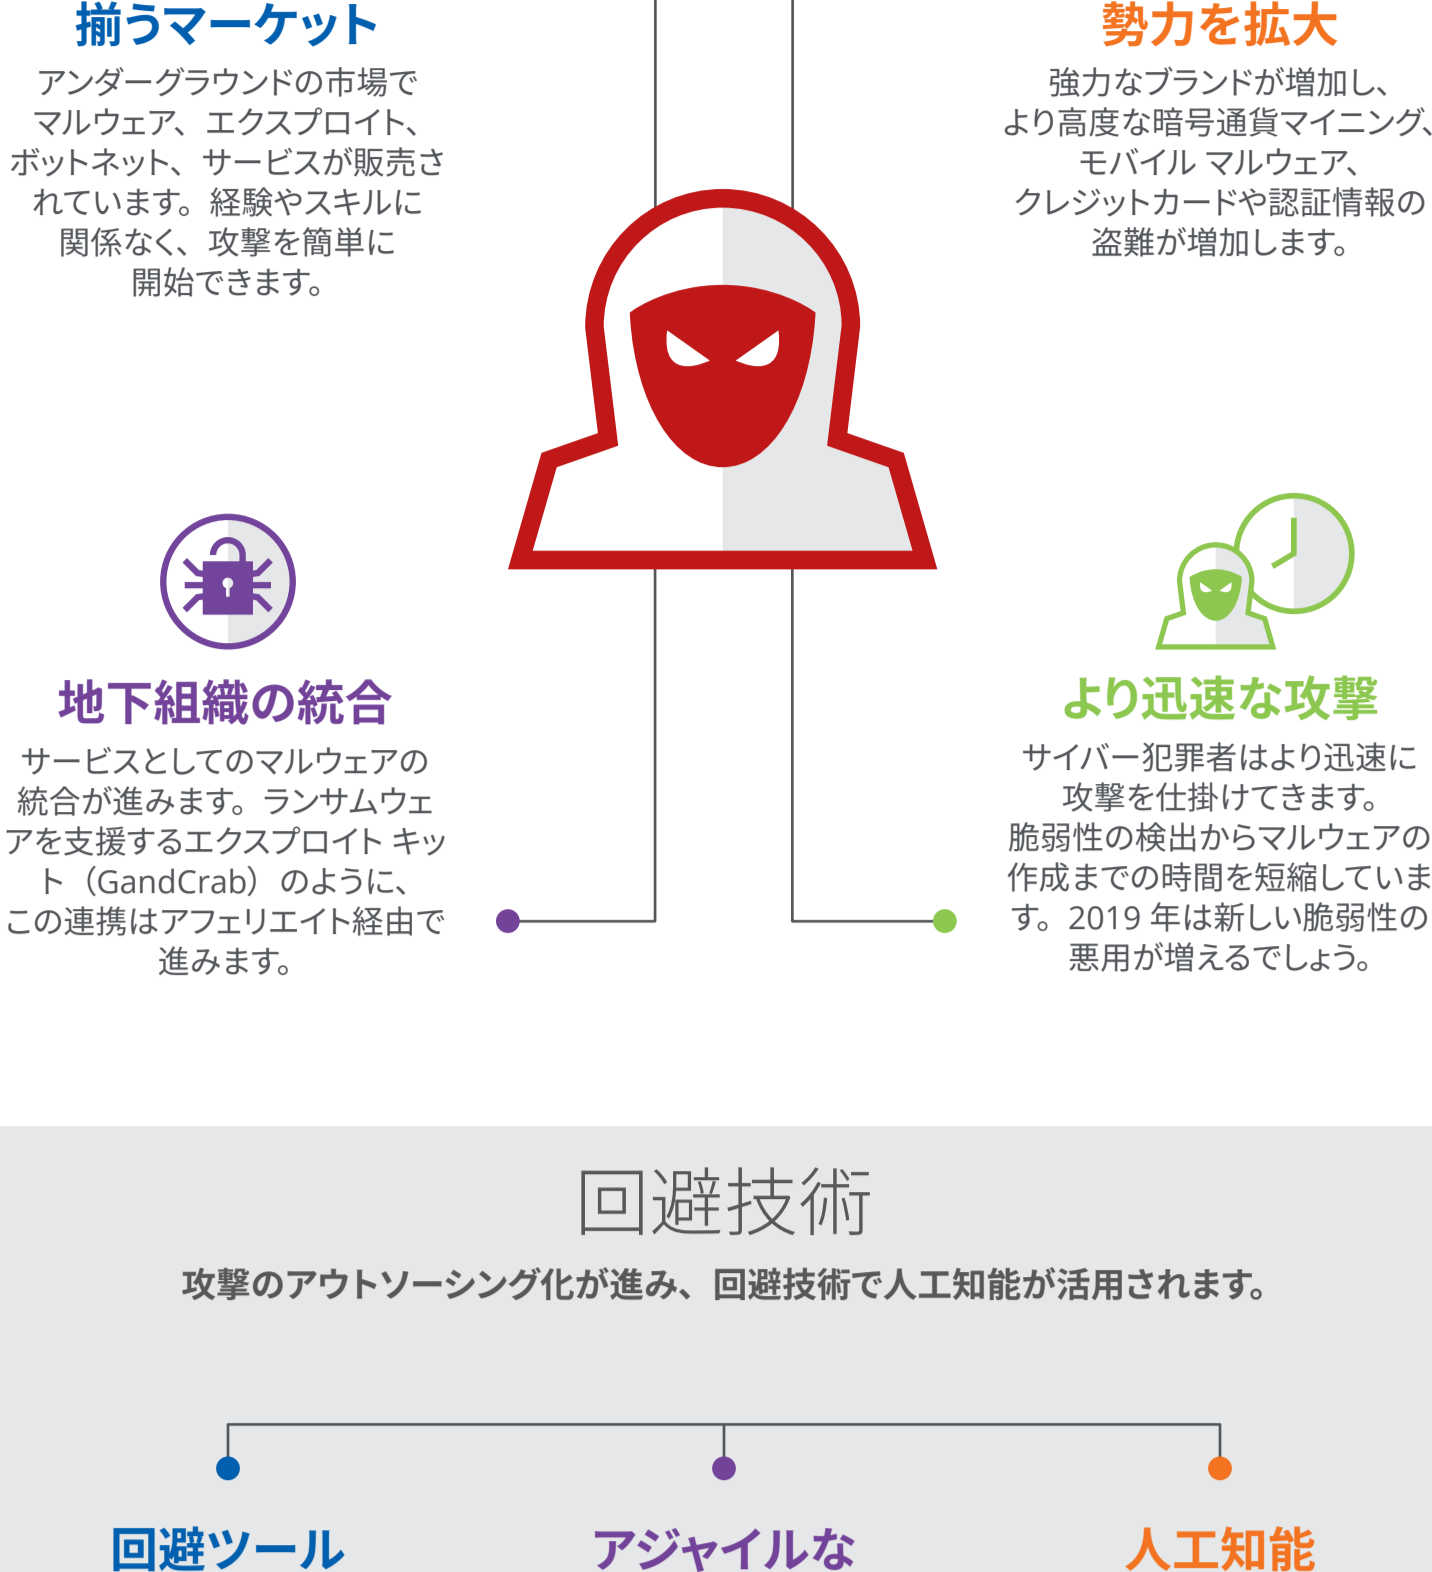 揃うマーケット
アンダーグラウンドの市場で
マルウェア、エクスプロイト、
ボットネット、サービスが販売さ
れています。経験やスキルに
関係なく、攻撃を簡単に
開始できます。
勢力を拡大
強力なブランドが増加し、
より高度な暗号通貨マイニング、
モバイル マルウェア、
クレジットカードや認証情報の
盗難が増加します。
地下組織の統合
サービスとしてのマルウェアの
統合が進みます。ランサムウェ
アを支援するエクスプロイト キッ
ト（GandCrab）のように、
この連携はアフェリエイト経由で
進みます。
より迅速な攻撃
サイバー犯罪者はより迅速に
攻撃を仕掛けてきます。
脆弱性の検出からマルウェアの
作成までの時間を短縮していま
す。2019 年は新しい脆弱性の
悪用が増えるでしょう。
回避技術
攻撃のアウトソーシング化が進み、回避技術で人工知能が活用されます。
回避ツール
アジャイルな
人工知能